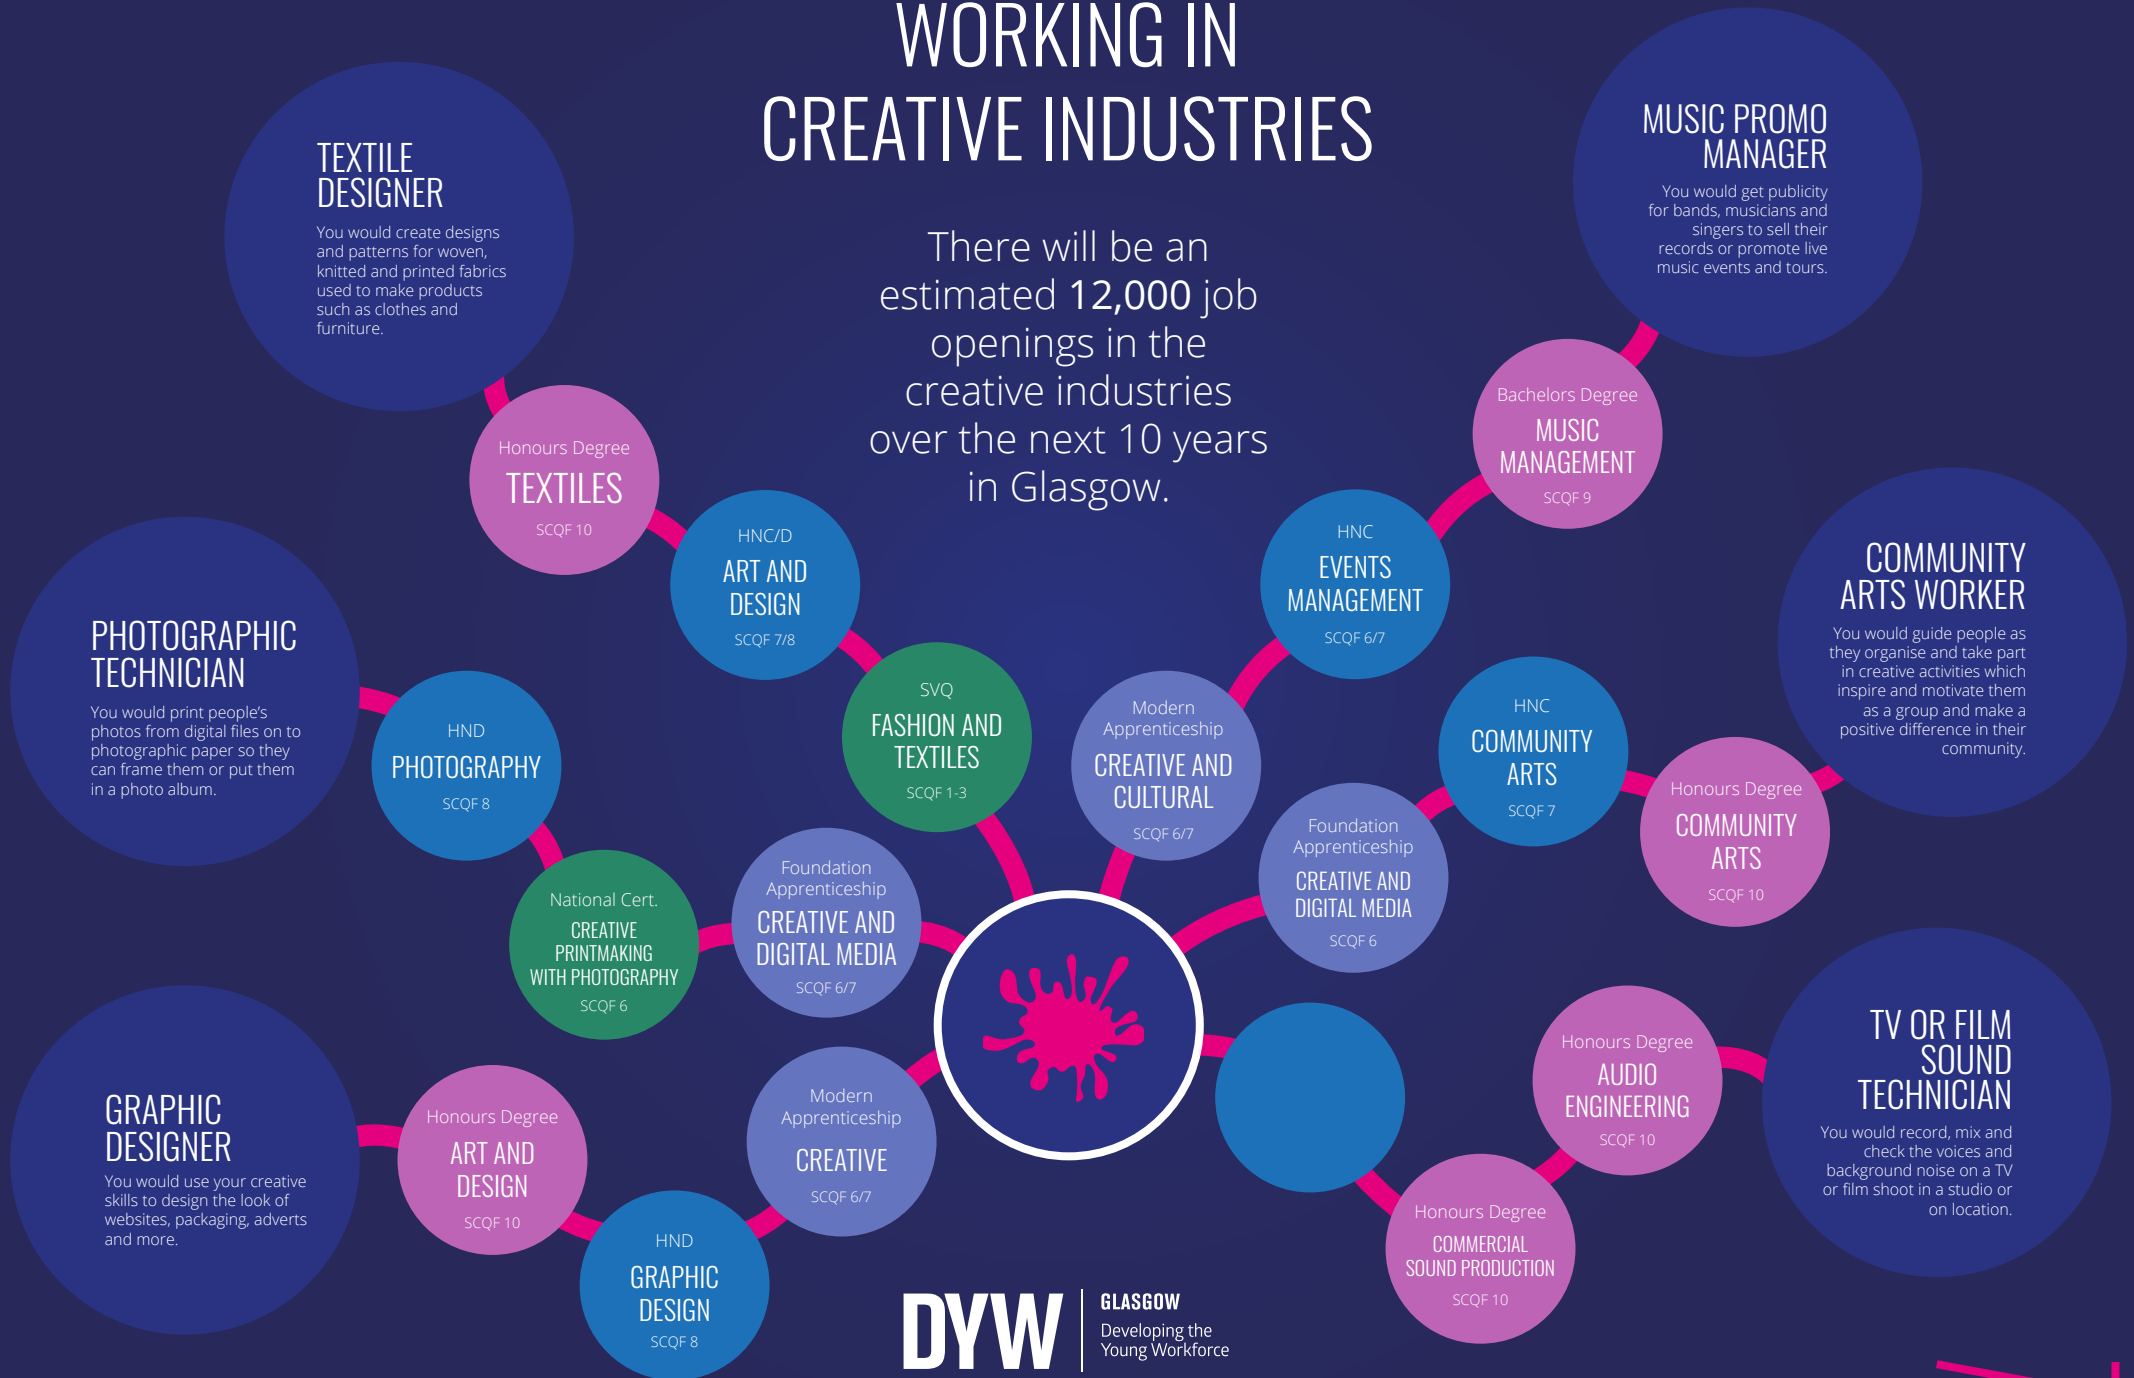 WORKING IN
CREATIVE INDUSTRIES
There will be an
estimated 12,000 job
openings in the
creative industries
over the next 10 years
in Glasgow.
TEXTILE
DESIGNER
You would create designs
and patterns for woven,
knitted and printed fabrics
used to make products
such as clothes and
furniture.
Honours Degree
TEXTILES
SCQF 10
HNC/D
ART AND
DESIGN
SCQF 7/8
SVQ
FASHION AND
TEXTILES
SCQF 1-3
PHOTOGRAPHIC
TECHNICIAN
You would print people's
photos from digital files on to
photographic paper so they
can frame them or put them
in a photo album.
HND
PHOTOGRAPHY
SCQF 8
National Cert.
CREATIVE
PRINTMAKING
WITH PHOTOGRAPHY
SCQF 6
Foundation
Apprenticeship
CREATIVE AND
DIGITAL MEDIA
SCQF 6/7
GRAPHIC
DESIGNER
You would use your creative
skills to design the look of
websites, packaging, adverts
and more.
Honours Degree
ART AND
DESIGN
SCQF 10
HND
GRAPHIC
DESIGN
SCQF 8
Modern
Apprenticeship
CREATIVE
SCQF 6/7
MUSIC PROMO
MANAGER
You would get publicity
for bands, musicians and
singers to sell their
records or promote live
music events and tours.
Bachelors Degree
MUSIC
MANAGEMENT
SCQF 9
HNC
EVENTS
MANAGEMENT
SCQF 6/7
Modern
Apprenticeship
CREATIVE AND
CULTURAL
SCQF 6/7
COMMUNITY
ARTS WORKER
You would guide people as
they organise and take part
in creative activities which
inspire and motivate them
as a group and make a
positive difference in their
community.
HNC
COMMUNITY
ARTS
SCQF 7
Honours Degree
COMMUNITY
ARTS
SCQF 10
Foundation
Apprenticeship
CREATIVE AND
DIGITAL MEDIA
SCQF 6
TV OR FILM
SOUND
TECHNICIAN
You would record, mix and
check the voices and
background noise on a TV
or film shoot in a studio or
on location.
Honours Degree
AUDIO
ENGINEERING
SCQF 10
Honours Degree
COMMERCIAL
SOUND PRODUCTION
SCQF 10
DYW
GLASGOW
Developing the
Young Workforce